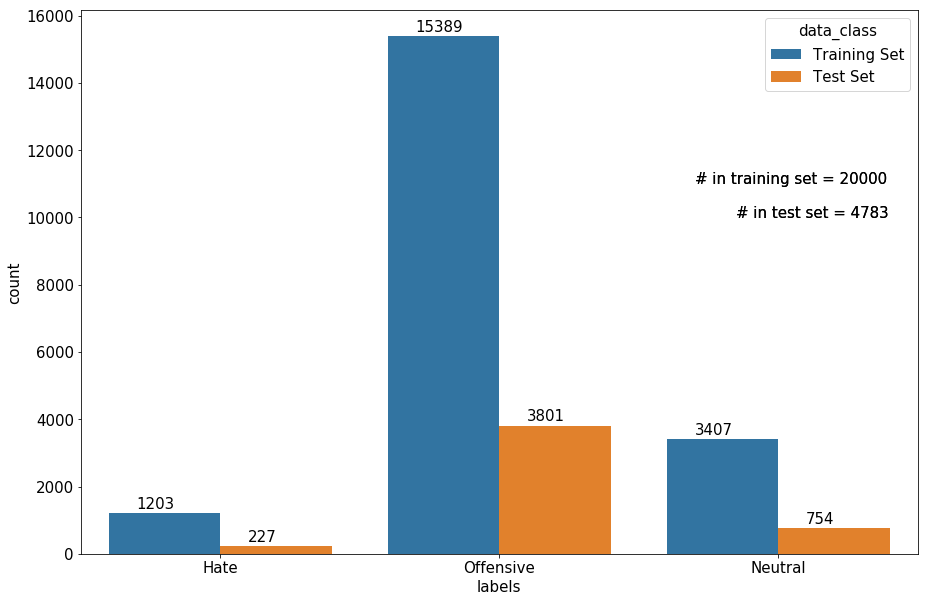 data_class
Training Set
Test Set
# in training set = 20000
# in test set = 4783
count
16000
14000
12000
10000
8000
6000
4000
2000
0
1203
227
15389
3801
3407
754
Hate
Offensive
Neutral
labels